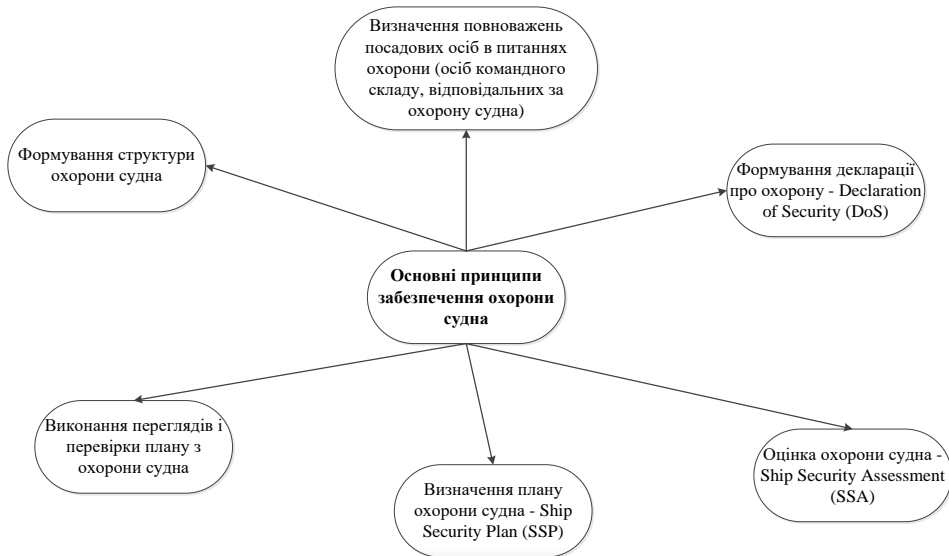 Визначення повноважень
посадових осіб в питаннях
охорони (осіб командного
складу, відповідальних за
охорону судна)
Формування структури
охорони судна
Формування декларації
про охорону - Declaration
of Security (DoS)
Основні принципи
забезпечення охорони
судна
Виконання переглядів і
перевірки плану з
охорони судна
Визначення плану
охорони судна - Ship
Security Plan (SSP)
Оцінка охорони судна -
Ship Security Assessment
(SSA)